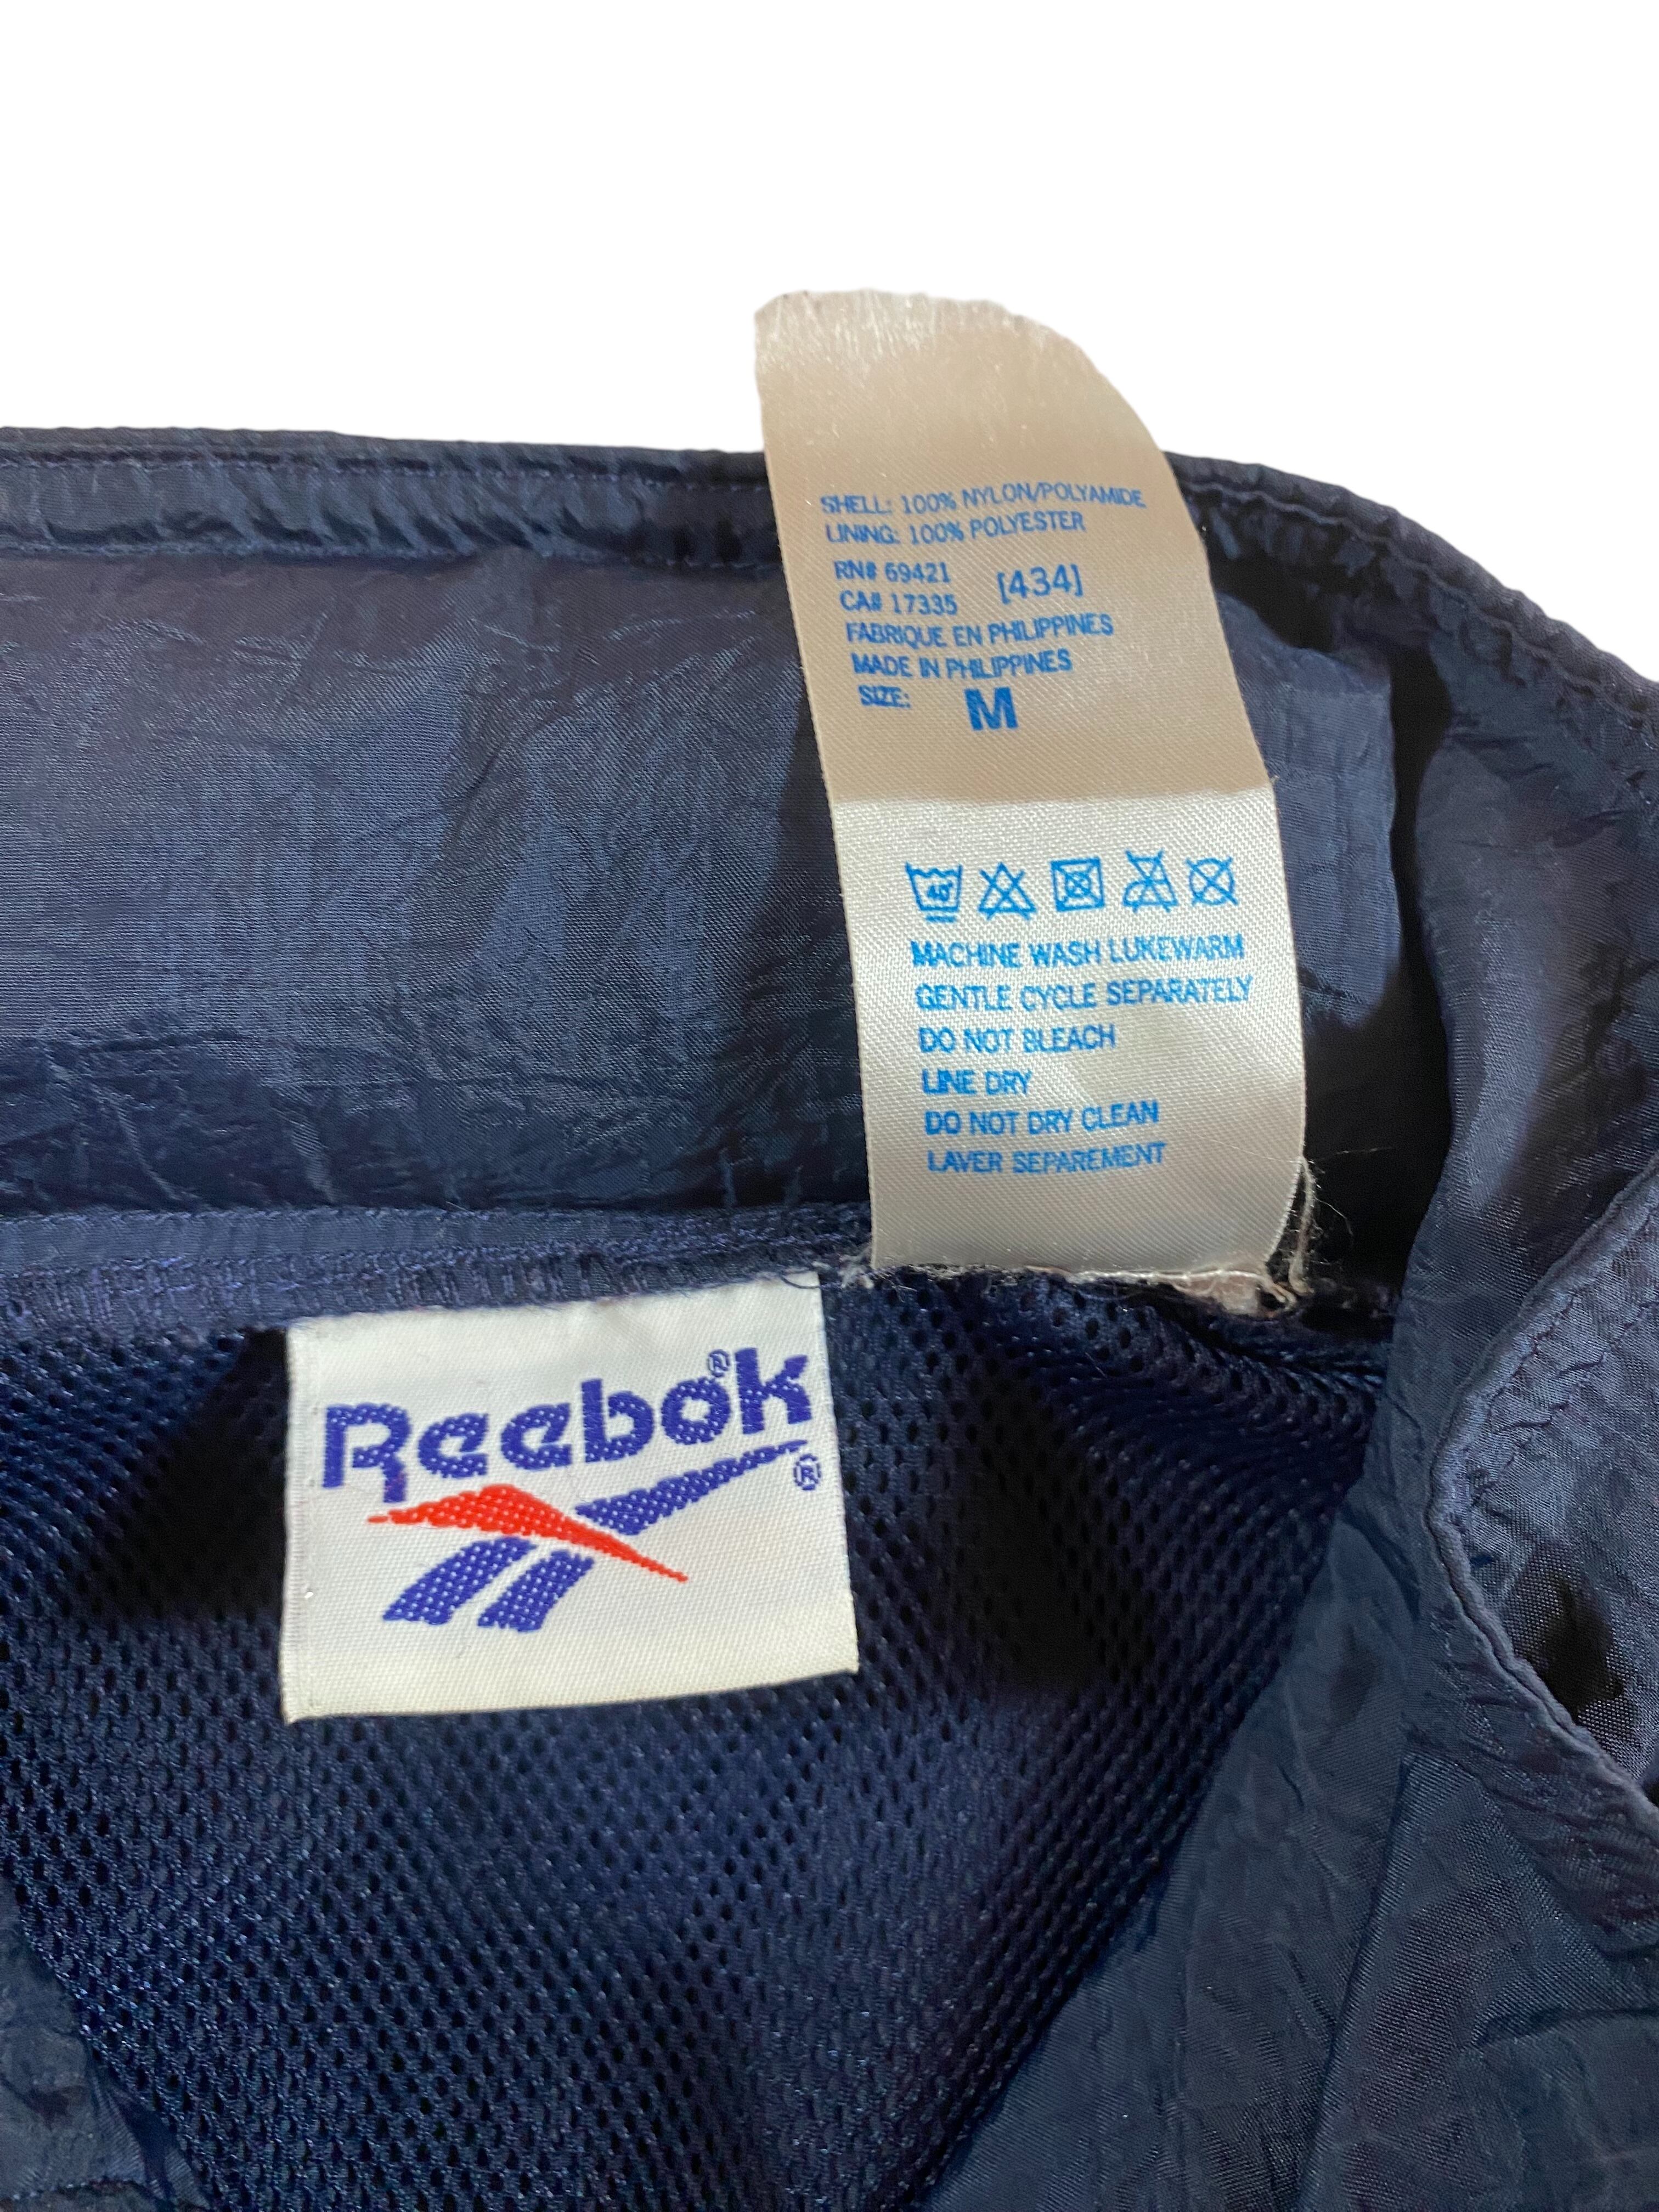 SHELL: 100% NYLON/POLYAMIDE
LINING: 100% POLYESTER
RN# 69421 [434]
CA# 17335
FABRIQUE EN PHILIPPINES
MADE IN PHILIPPINES
SIZE: M
40°
MACHINE WASH LUKEWARM
GENTLE CYCLE SEPARATELY
DO NOT BLEACH
LINE DRY
DO NOT DRY CLEAN
LAVER SEPAREMENT
Reebok®
®